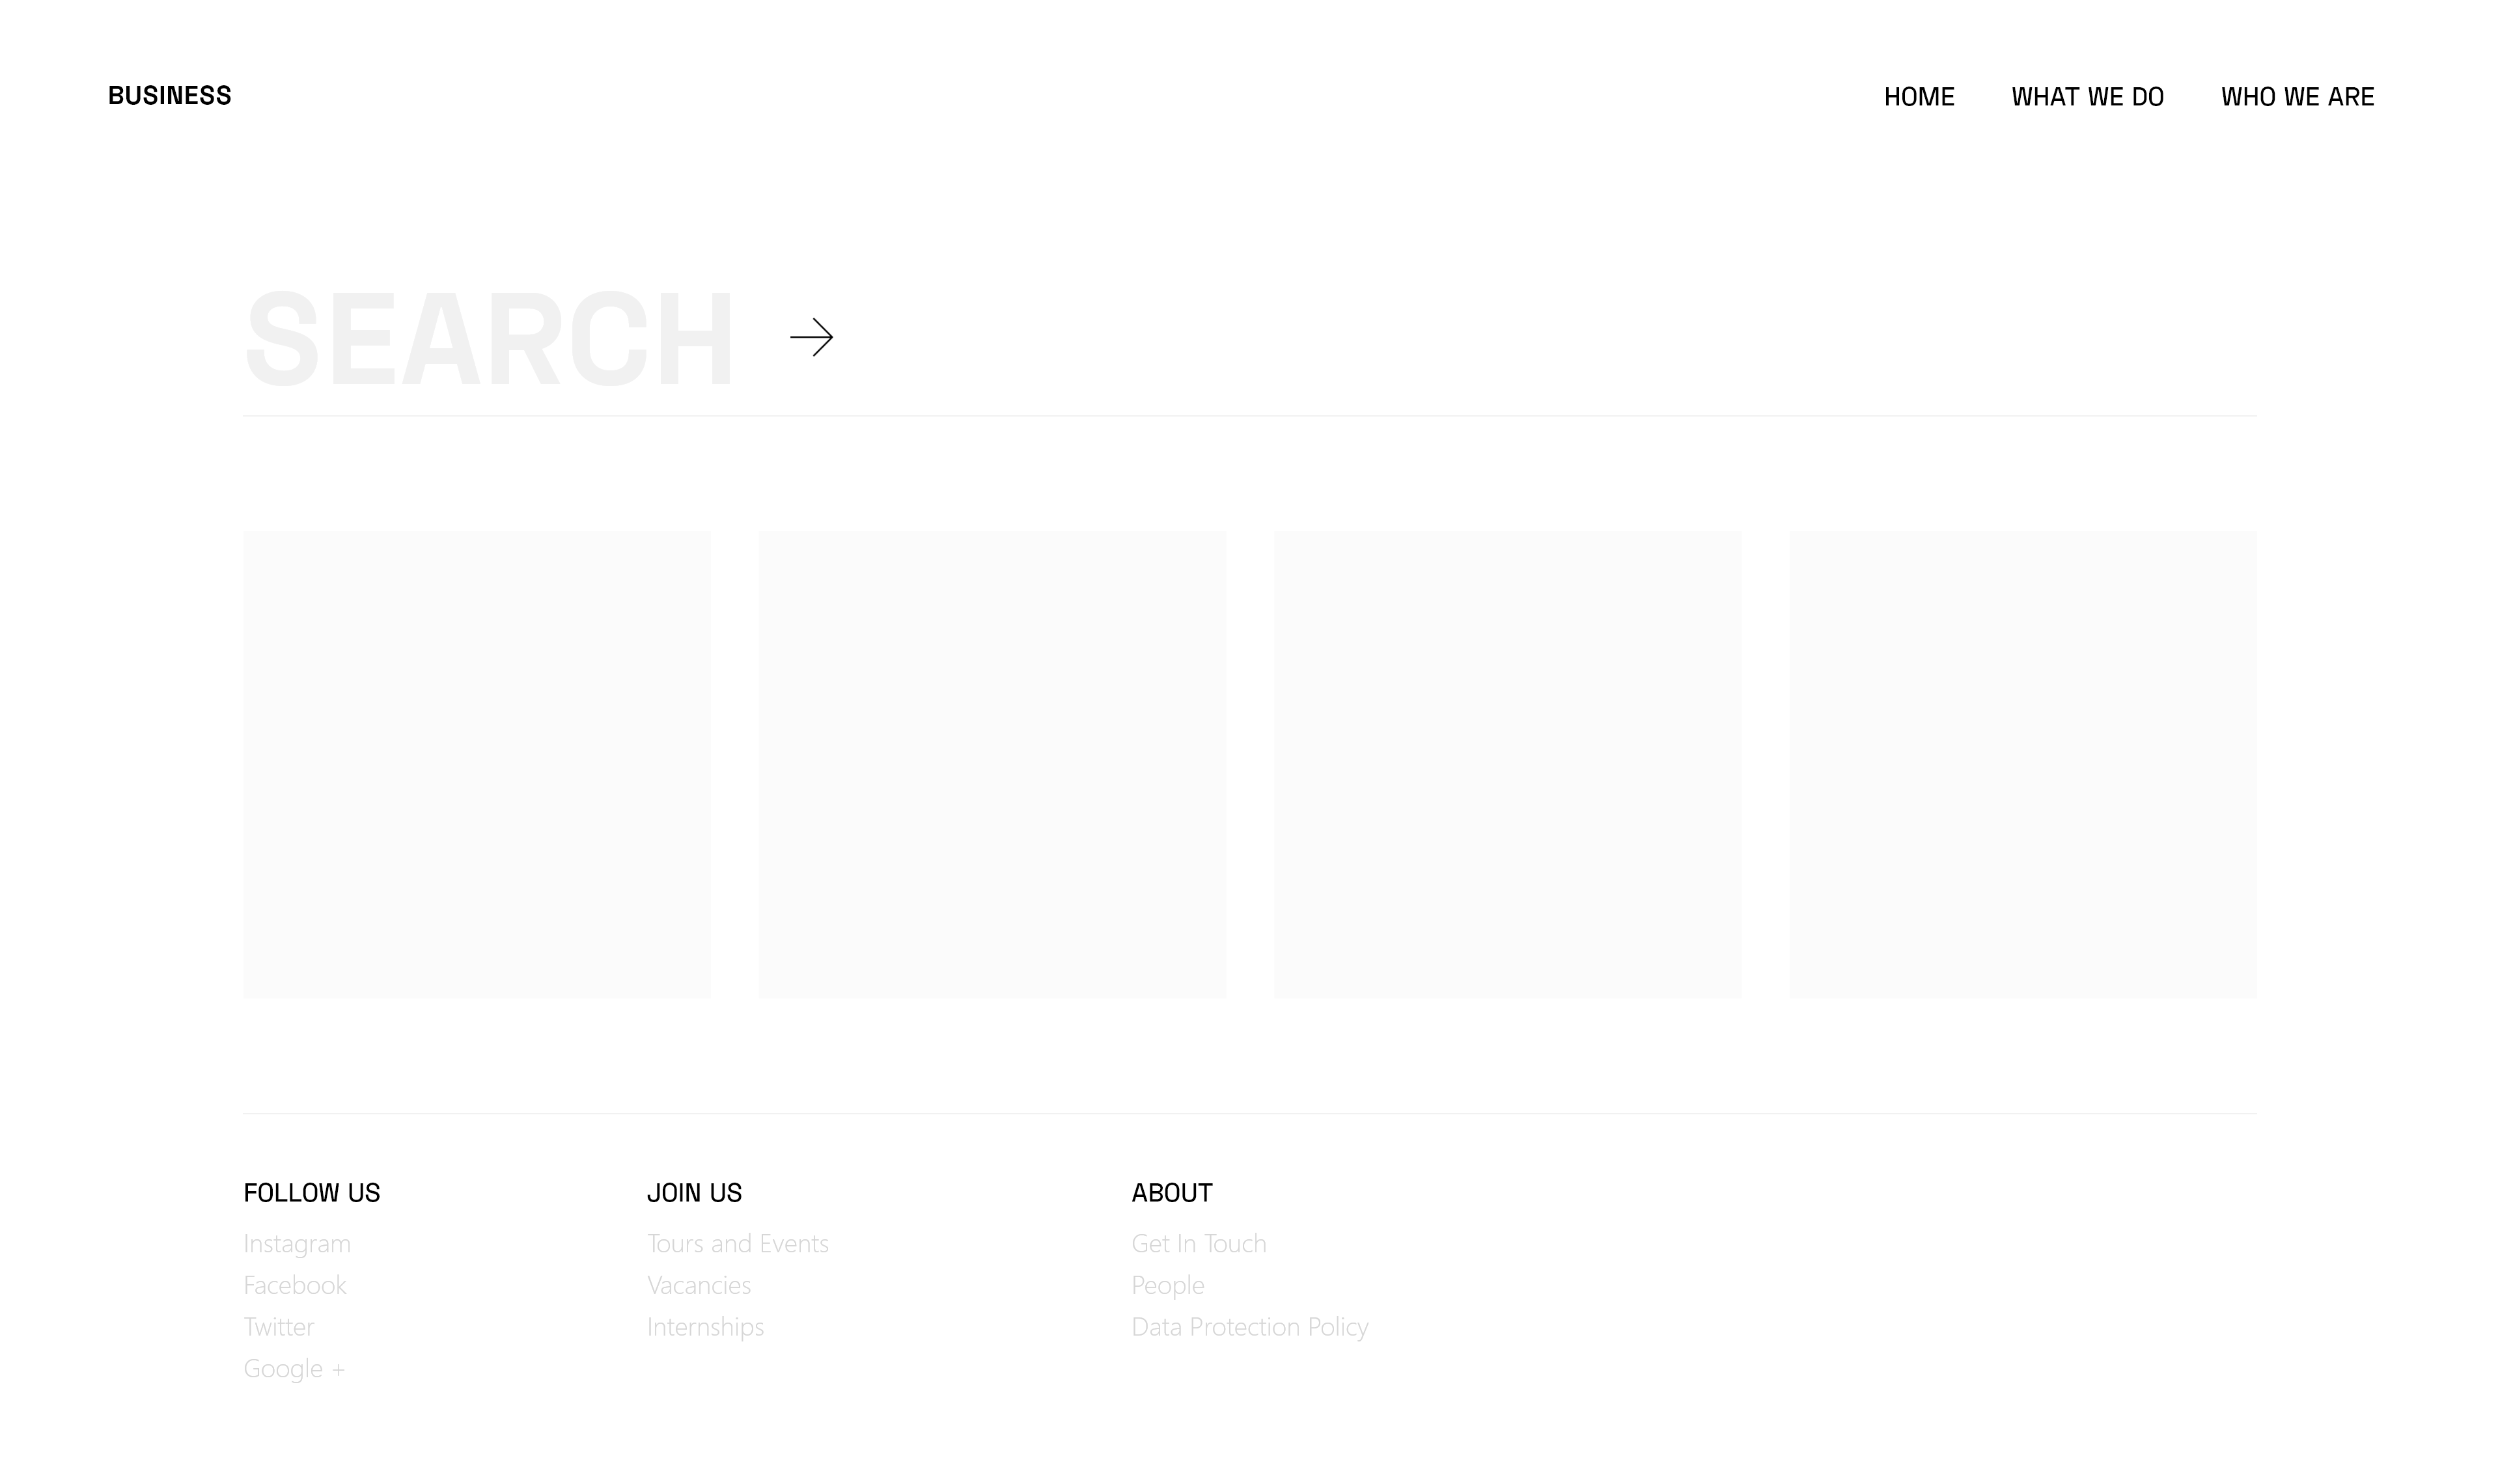 BUSINESS
HOME
WHAT WE DO
WHO WE ARE
SEARCH
FOLLOW US
Instagram
Facebook
Twitter
Google +
JOIN US
Tours and Events
Vacancies
Internships
ABOUT
Get In Touch
People
Data Protection Policy